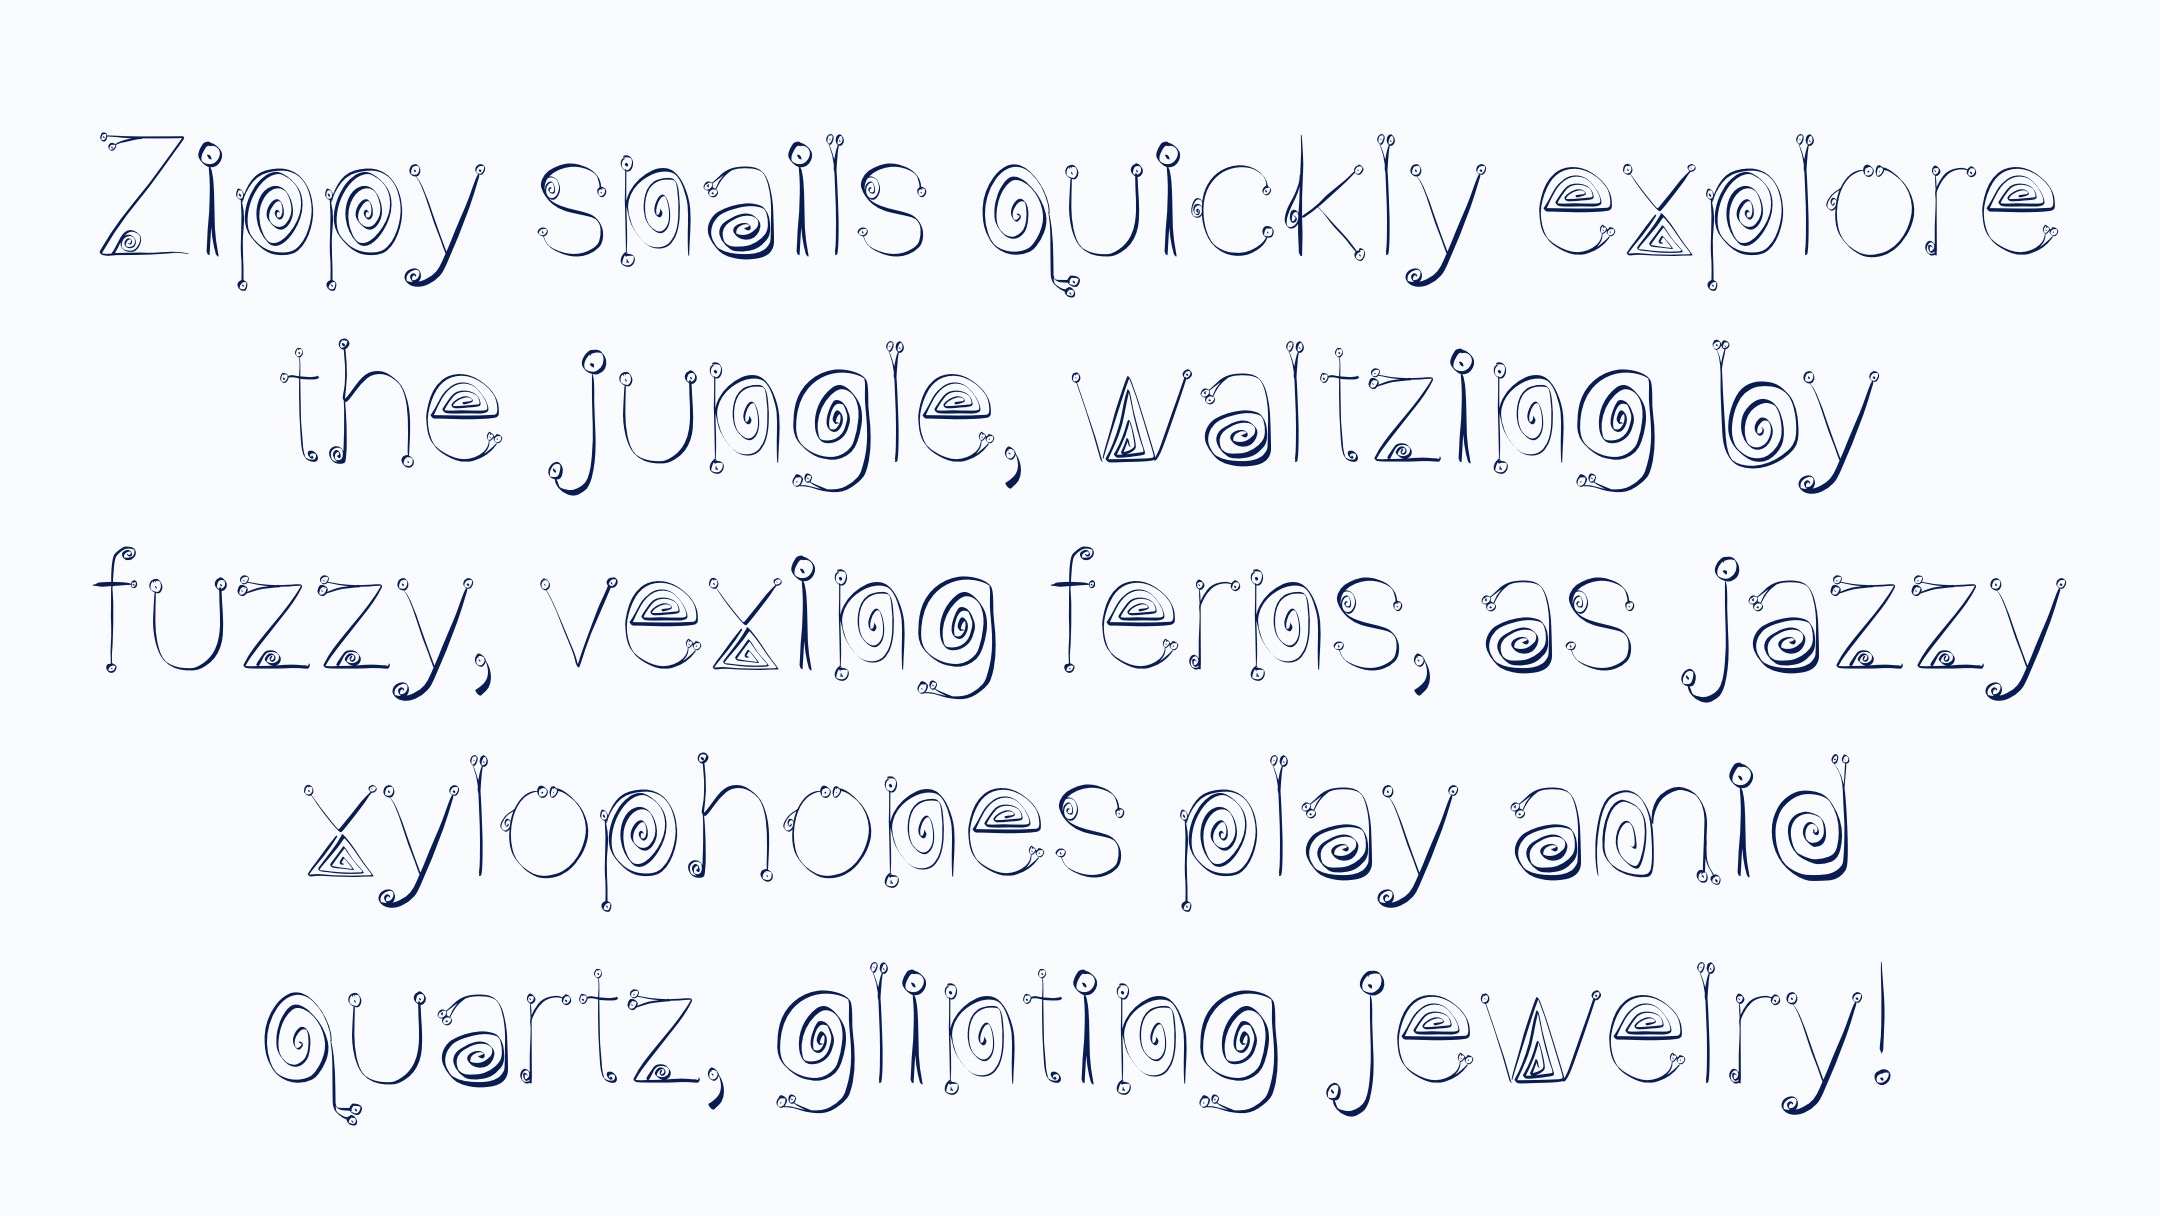 Zippy snails quickly explore
the jungle, waltzing by
fuzzy, vexing ferns, as jazzy
xylophones play amid
quartz, glinting jewelry!